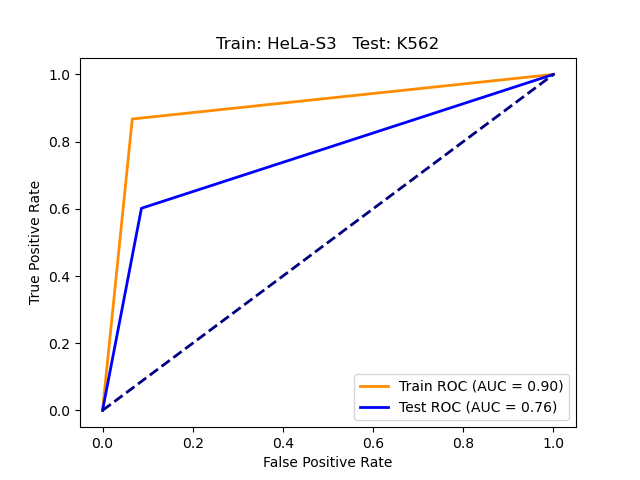 Train: HeLa-S3   Test: K562
1.0
0.8
0.6
0.4
0.2
0.0
True Positive Rate
0.0 0.2 0.4 0.6 0.8 1.0
False Positive Rate
Train ROC (AUC = 0.90)
Test ROC (AUC = 0.76)